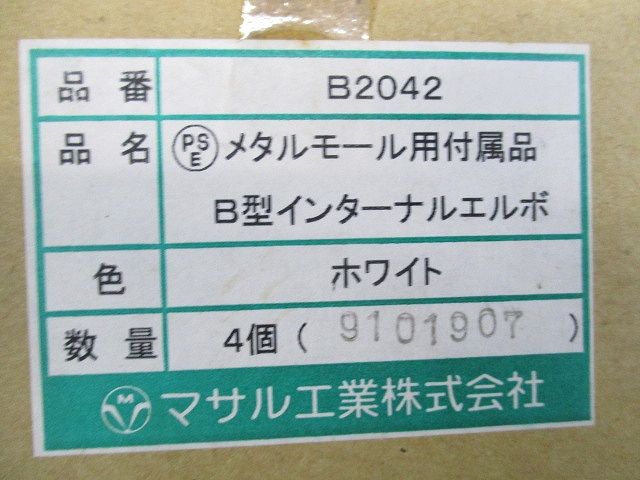 品番 B2042
品名 PSE メタルモール用付属品
B型インターナルエルボ
色 ホワイト
数量 4個 ( 9101907 )
M マサル工業株式会社